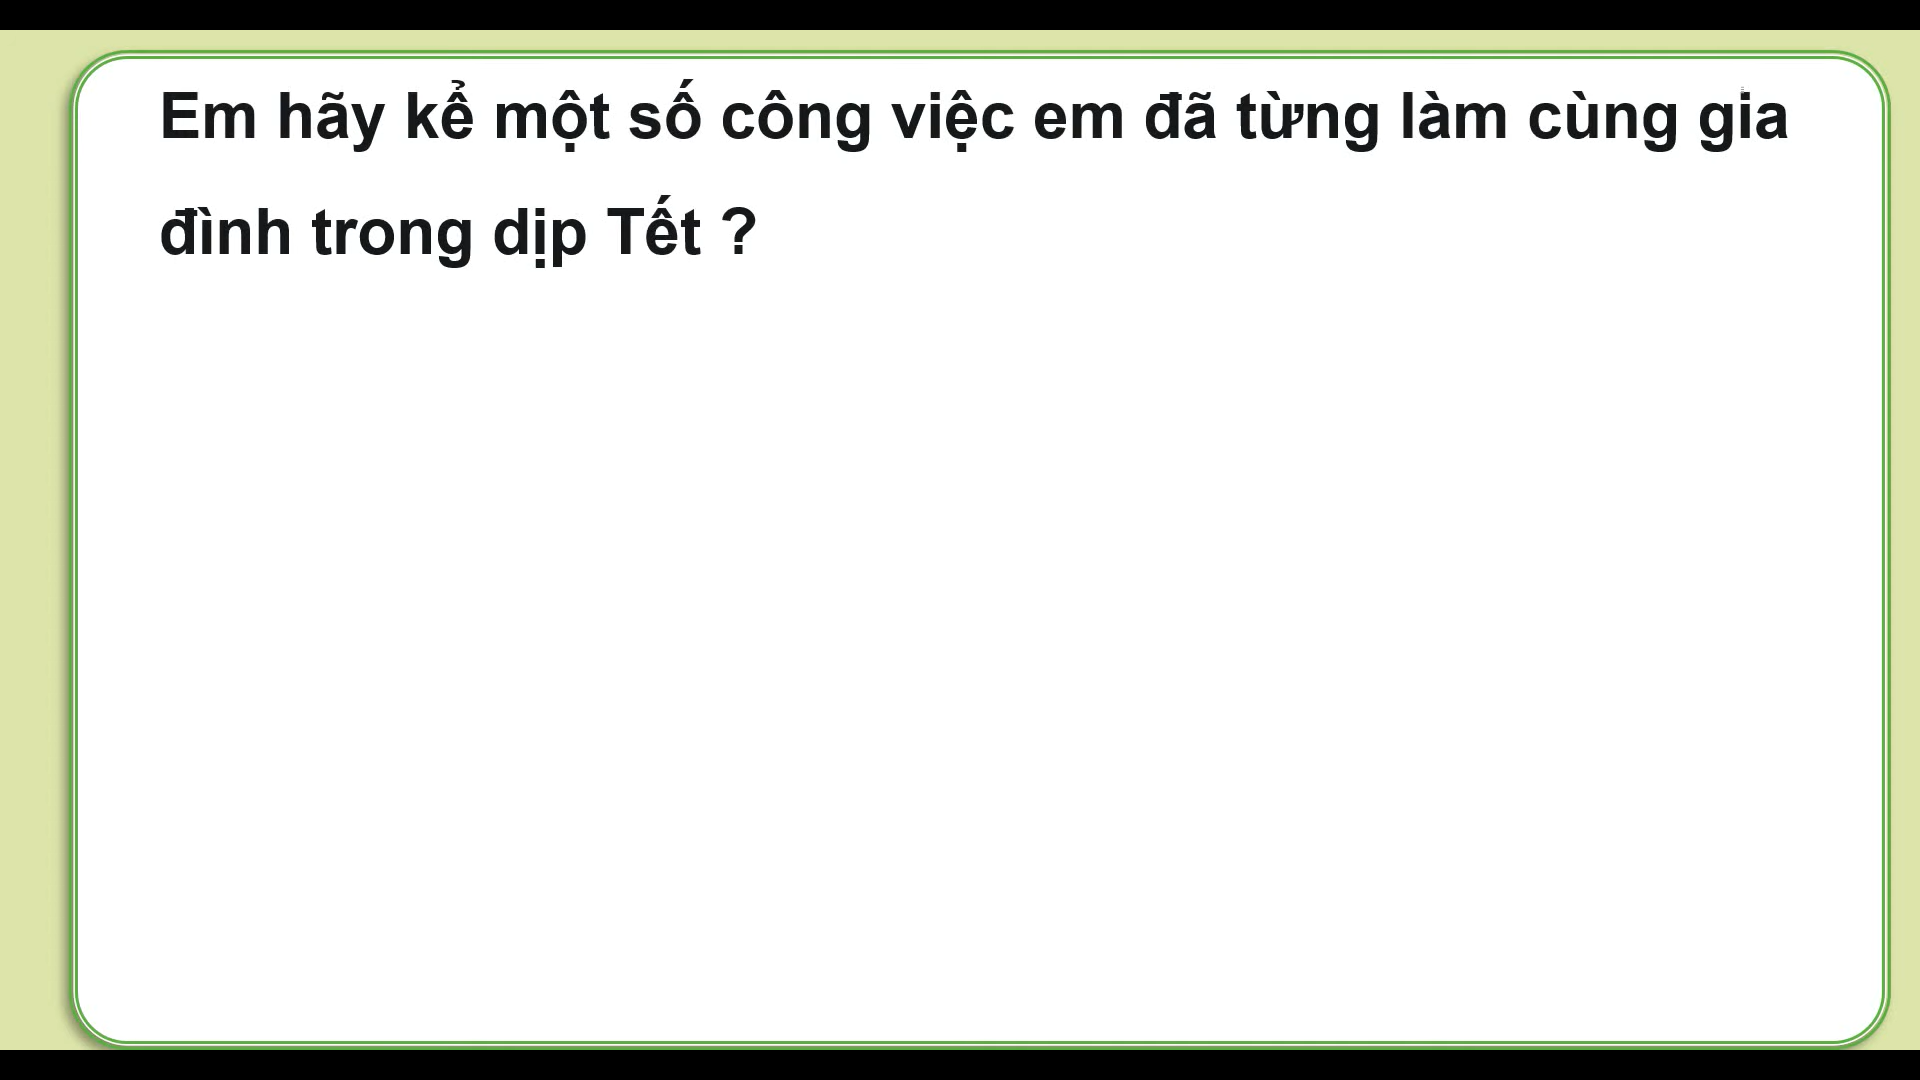 Em hãy kể một số công việc em đã từng làm cùng gia
đình trong dịp Tết ?